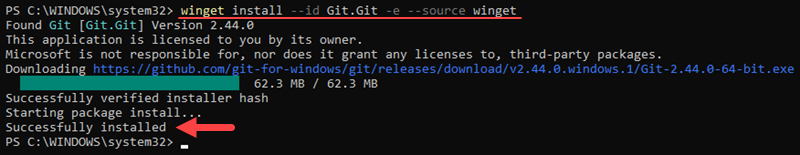 PS C:\WINDOWS\system32> winget install --id Git.Git -e --source winget
Found Git [Git.Git] Version 2.44.0
This application is licensed to you by its owner.
Microsoft is not responsible for, nor does it grant any licenses to, third-party packages.
Downloading https://github.com/git-for-windows/git/releases/download/v2.44.0.windows.1/Git-2.44.0-64-bit.exe
62.3 MB / 62.3 MB
Successfully verified installer hash
Starting package install...
Successfully installed
PS C:\WINDOWS\system32>